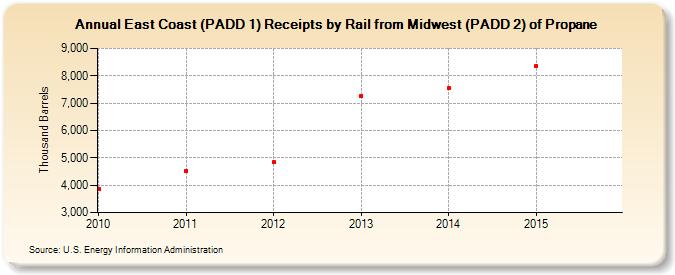 Annual East Coast (PADD 1) Receipts by Rail from Midwest (PADD 2) of Propane
Thousand Barrels
9,000
8,000
7,000
6,000
5,000
4,000
3,000
2010 2011 2012 2013 2014 2015
Source: U.S. Energy Information Administration